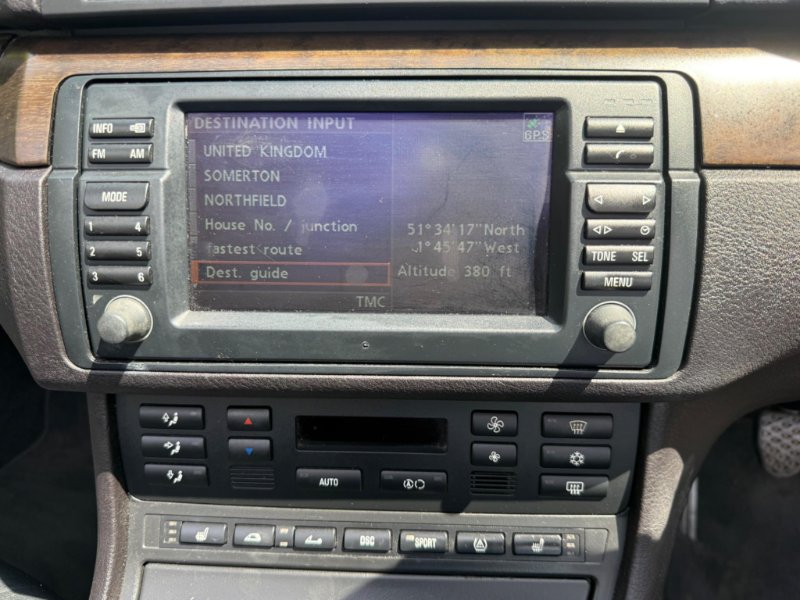 DESTINATION INPUT
GPS
UNITED KINGDOM
SOMERTON
NORTHFIELD
House No. / junction
51°34'17"North
fastest route
1°45'47"West
Dest. guide
Altitude 380 ft
TMC
INFO
FM AM
MODE
1 4
2 5
3 6
TONE SEL
MENU
AUTO
A
DSC
SPORT